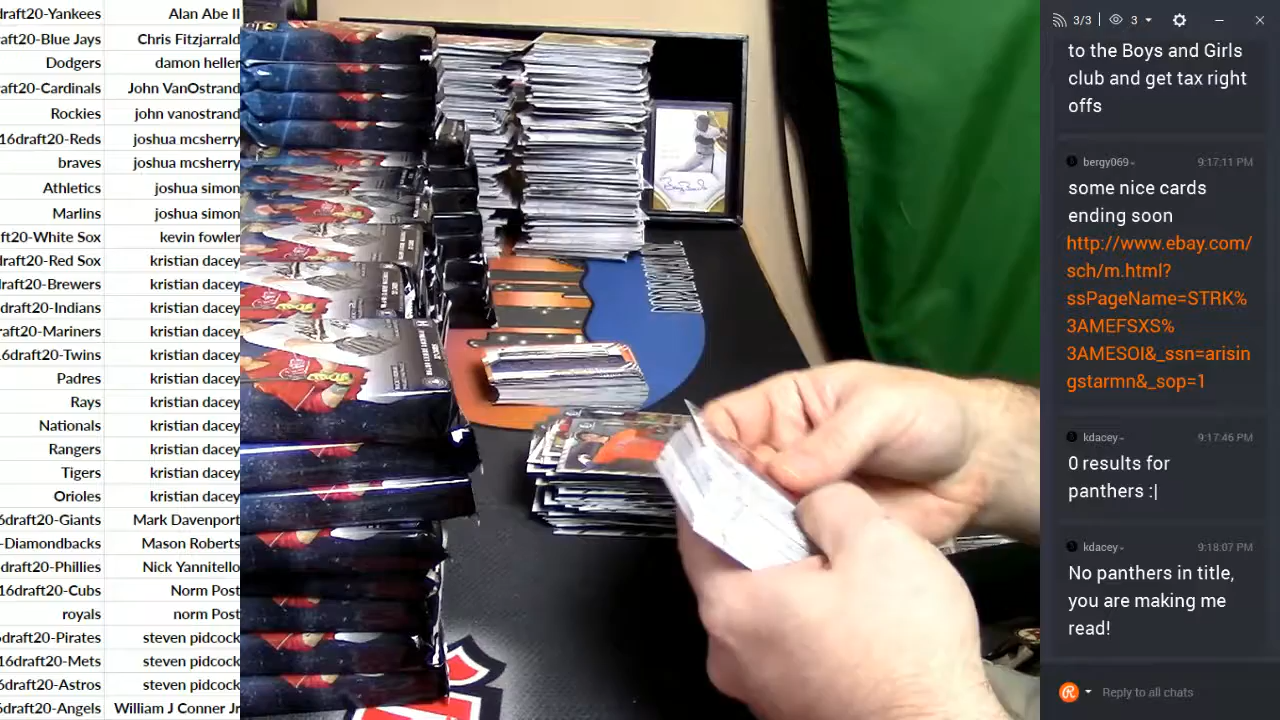 draft20-Yankees Alan Abe II
raft20-Blue Jays Chris Fitzjarrald
Dodgers damon heller
raft20-Cardinals John VanOstrand
Rockies john vanostrand
16draft20-Reds joshua mcsherry
braves joshua mcsherry
Athletics joshua simon
Marlins joshua simon
ft20-White Sox kevin fowler
draft20-Red Sox kristian dacey
draft20-Brewers kristian dacey
draft20-Indians kristian dacey
raft20-Mariners kristian dacey
16draft20-Twins kristian dacey
Padres kristian dacey
Rays kristian dacey
Nationals kristian dacey
Rangers kristian dacey
Tigers kristian dacey
Orioles kristian dacey
6draft20-Giants Mark Davenport
-Diamondbacks Mason Roberts
draft20-Phillies Nick Yannitello
16draft20-Cubs Norm Post
royals norm Post
draft20-Pirates steven pidcock
16draft20-Mets steven pidcock
6draft20-Astros steven pidcock
6draft20-Angels William J Conner Jr
3/3 3
to the Boys and Girls
club and get tax right
offs
bergy069 9:17:11 PM
some nice cards
ending soon
http://www.ebay.com/
sch/m.html?
ssPageName=STRK%
3AMEFSXS%
3AMESOI&_ssn=arisin
gstarmn&_sop=1
kdacey 9:17:46 PM
0 results for
panthers :|
kdacey 9:18:07 PM
No panthers in title,
you are making me
read!
Reply to all chats